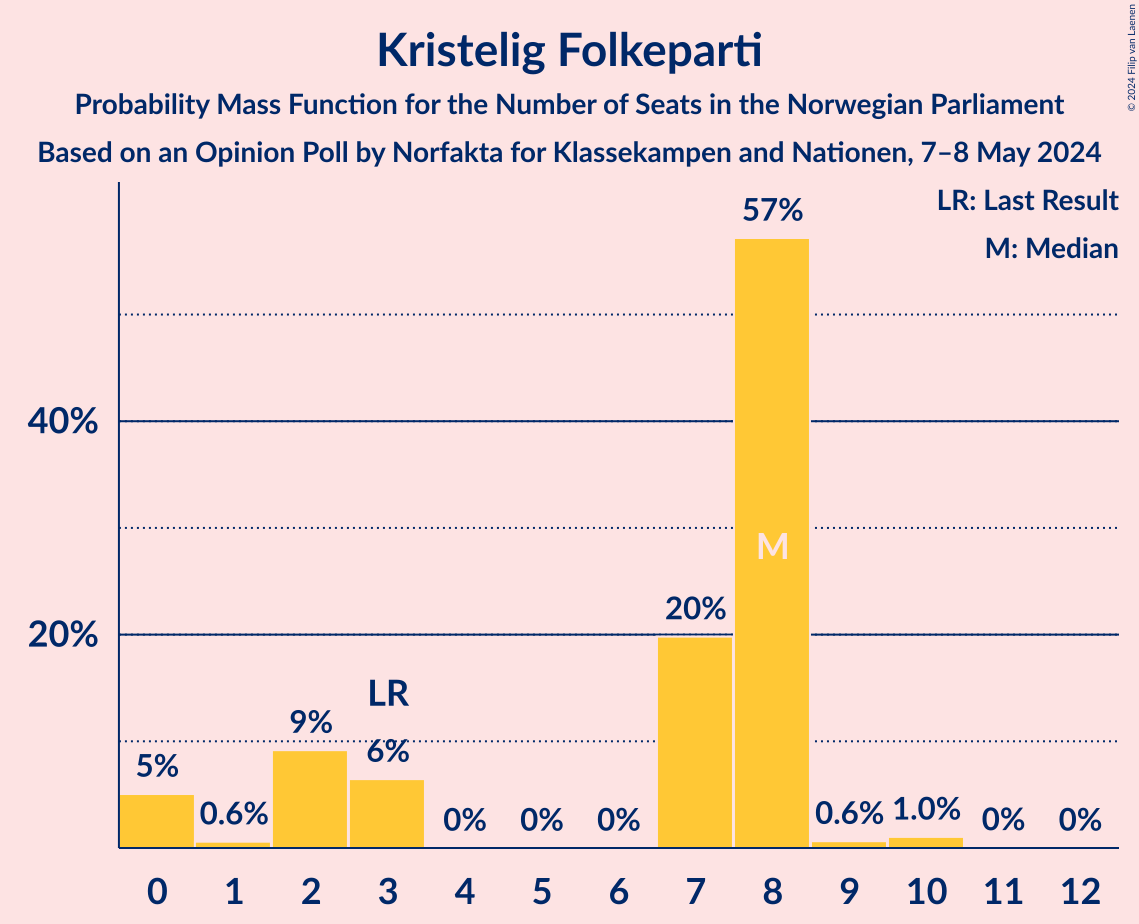 Kristelig Folkeparti
Probability Mass Function for the Number of Seats in the Norwegian Parliament
Based on an Opinion Poll by Norfakta for Klassekampen and Nationen, 7–8 May 2024
© 2024 Filip van Laenen
LR: Last Result
M: Median
57%
40%
M
20%
20%
LR
9%
6%
5%
0.6%
0%
0%
0%
0.6%
1.0%
0%
0%
0 1 2 3 4 5 6 7 8 9 10 11 12